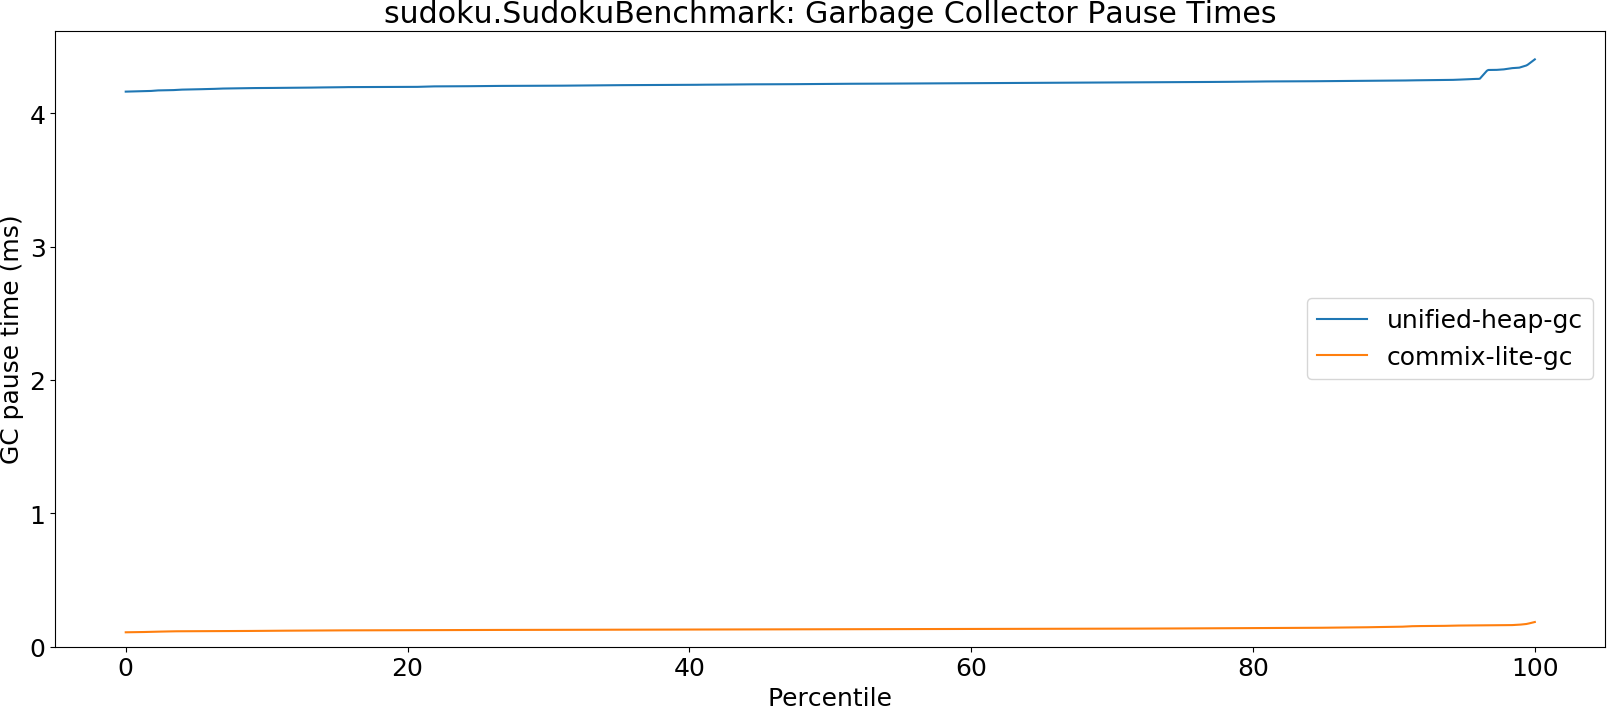 sudoku.SudokuBenchmark: Garbage Collector Pause Times
GC pause time (ms)
4
3
2
1
0
unified-heap-gc
commix-lite-gc
0 20 40 60 80 100
Percentile